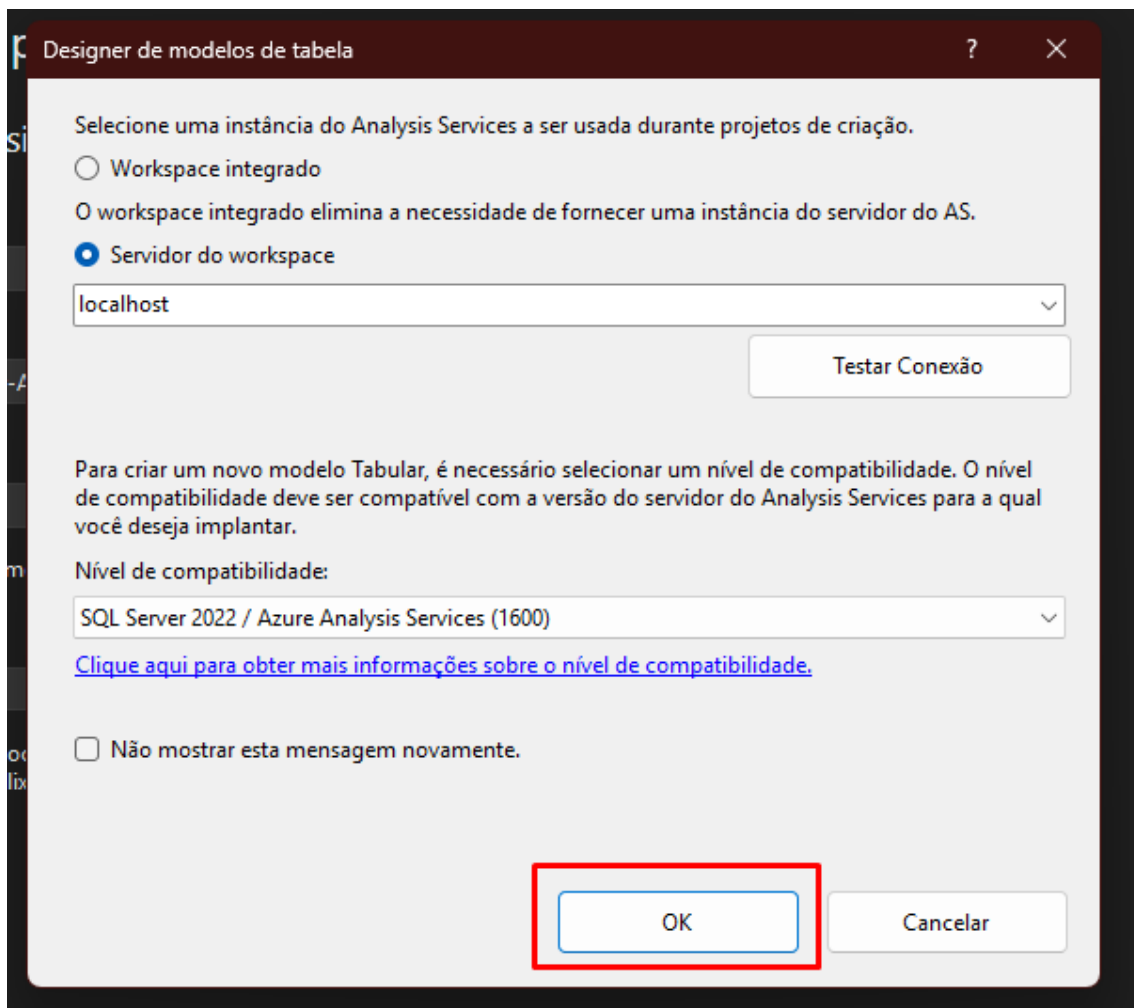 Designer de modelos de tabela
?
Selecione uma instância do Analysis Services a ser usada durante projetos de criação.
Workspace integrado
O workspace integrado elimina a necessidade de fornecer uma instância do servidor do AS.
Servidor do workspace
localhost
Testar Conexão
Para criar um novo modelo Tabular, é necessário selecionar um nível de compatibilidade. O nível
de compatibilidade deve ser compatível com a versão do servidor do Analysis Services para a qual
você deseja implantar.
Nível de compatibilidade:
SQL Server 2022 / Azure Analysis Services (1600)
Clique aqui para obter mais informações sobre o nível de compatibilidade.
Não mostrar esta mensagem novamente.
OK
Cancelar